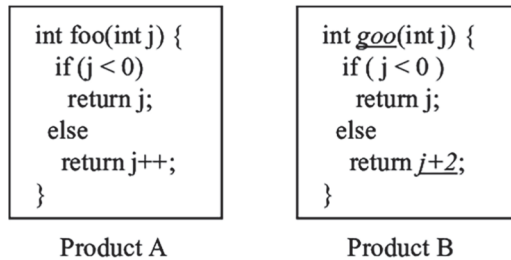 int foo(int j) {
if (j < 0)
return j;
else
return j++;
}
Product A
int goo(int j) {
if ( j < 0 )
return j;
else
return j+2;
}
Product B